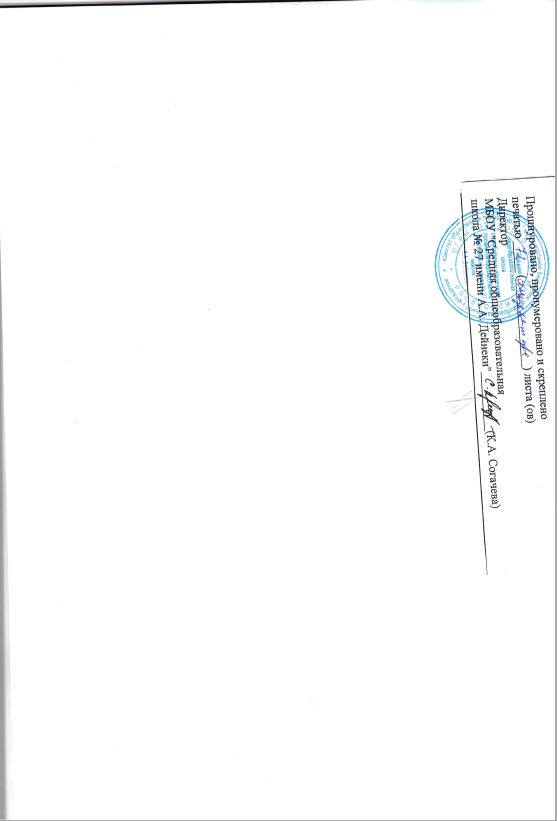 Прошнуровано, пронумеровано и скреплено
печатью ( ) листа (ов)
Директор
МБОУ "Средняя общеобразовательная
школа № 27 имени А.А. Дейнеки" (К.А. Согачева)